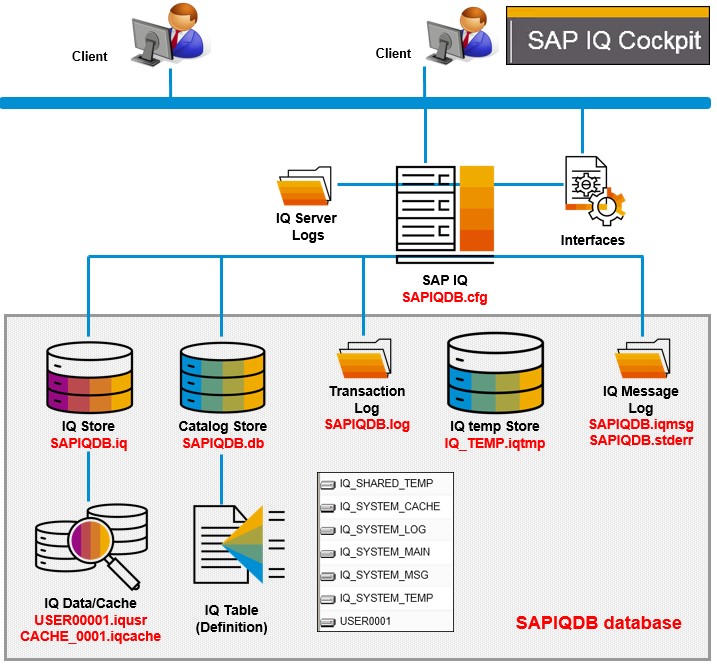 Client
Client
SAP IQ Cockpit
IQ Server
Logs
Interfaces
SAP IQ
SAPIQDB.cfg
IQ Store
SAPIQDB.iq
Catalog Store
SAPIQDB.db
Transaction
Log
SAPIQDB.log
IQ temp Store
IQ_TEMP.iqtmp
IQ Message
Log
SAPIQDB.iqmsg
SAPIQDB.stderr
IQ Data/Cache
USER00001.iqusr
CACHE_0001.iqcache
IQ Table
(Definition)
IQ_SHARED_TEMP
IQ_SYSTEM_CACHE
IQ_SYSTEM_LOG
IQ_SYSTEM_MAIN
IQ_SYSTEM_MSG
IQ_SYSTEM_TEMP
USER0001
SAPIQDB database